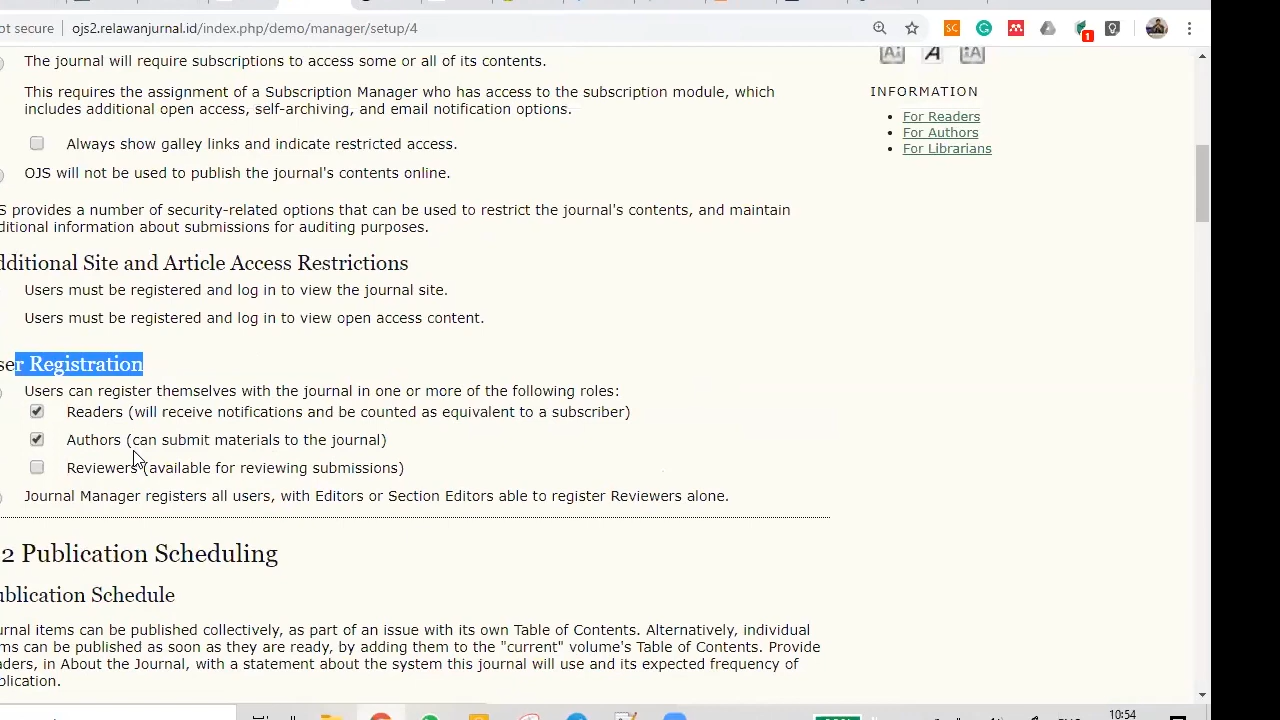 ot secure
ojs2.relawanjurnal.id/index.php/demo/manager/setup/4
SC
1
The journal will require subscriptions to access some or all of its contents.
This requires the assignment of a Subscription Manager who has access to the subscription module, which
includes additional open access, self-archiving, and email notification options.
Always show galley links and indicate restricted access.
OJS will not be used to publish the journal's contents online.
S provides a number of security-related options that can be used to restrict the journal's contents, and maintain
ditional information about submissions for auditing purposes.
dditional Site and Article Access Restrictions
Users must be registered and log in to view the journal site.
Users must be registered and log in to view open access content.
ser Registration
Users can register themselves with the journal in one or more of the following roles:
Readers (will receive notifications and be counted as equivalent to a subscriber)
Authors (can submit materials to the journal)
Reviewers (available for reviewing submissions)
Journal Manager registers all users, with Editors or Section Editors able to register Reviewers alone.
2 Publication Scheduling
ublication Schedule
urnal items can be published collectively, as part of an issue with its own Table of Contents. Alternatively, individual
ms can be published as soon as they are ready, by adding them to the "current" volume's Table of Contents. Provide
aders, in About the Journal, with a statement about the system this journal will use and its expected frequency of
blication.
A A A
INFORMATION
For Readers
For Authors
For Librarians
10:54